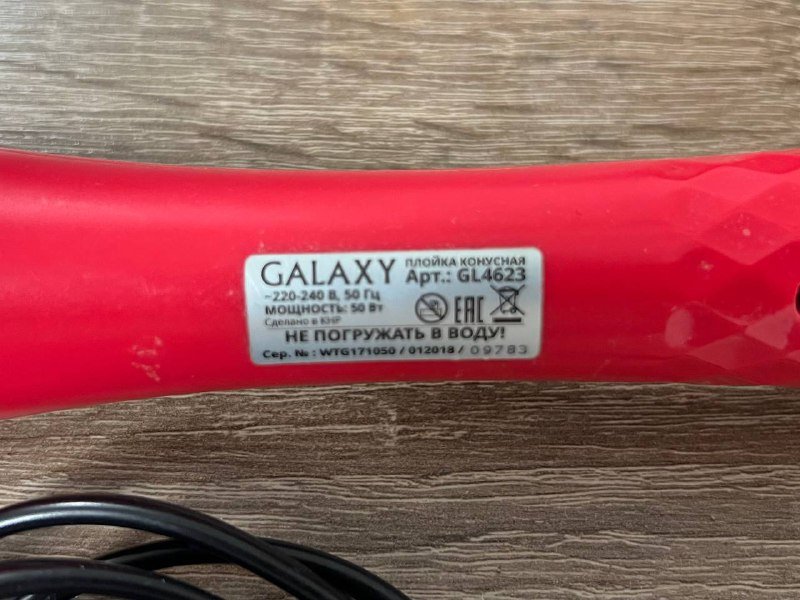 GALAXY ПЛОЙКА КОНУСНАЯ
Арт.: GL4623
~220-240 В, 50 Гц
МОЩНОСТЬ: 50 Вт
Сделано в КНР
EAC
НЕ ПОГРУЖАТЬ В ВОДУ!
Сер. № : WTG171050 / 012018 / 09783